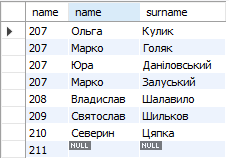 name name surname
207 Ольга Кулик
207 Марко Голяк
207 Юра Даніловський
207 Марко Залуський
208 Владислав Шалавило
209 Святослав Шильков
210 Северин Цяпка
211 NULL NULL